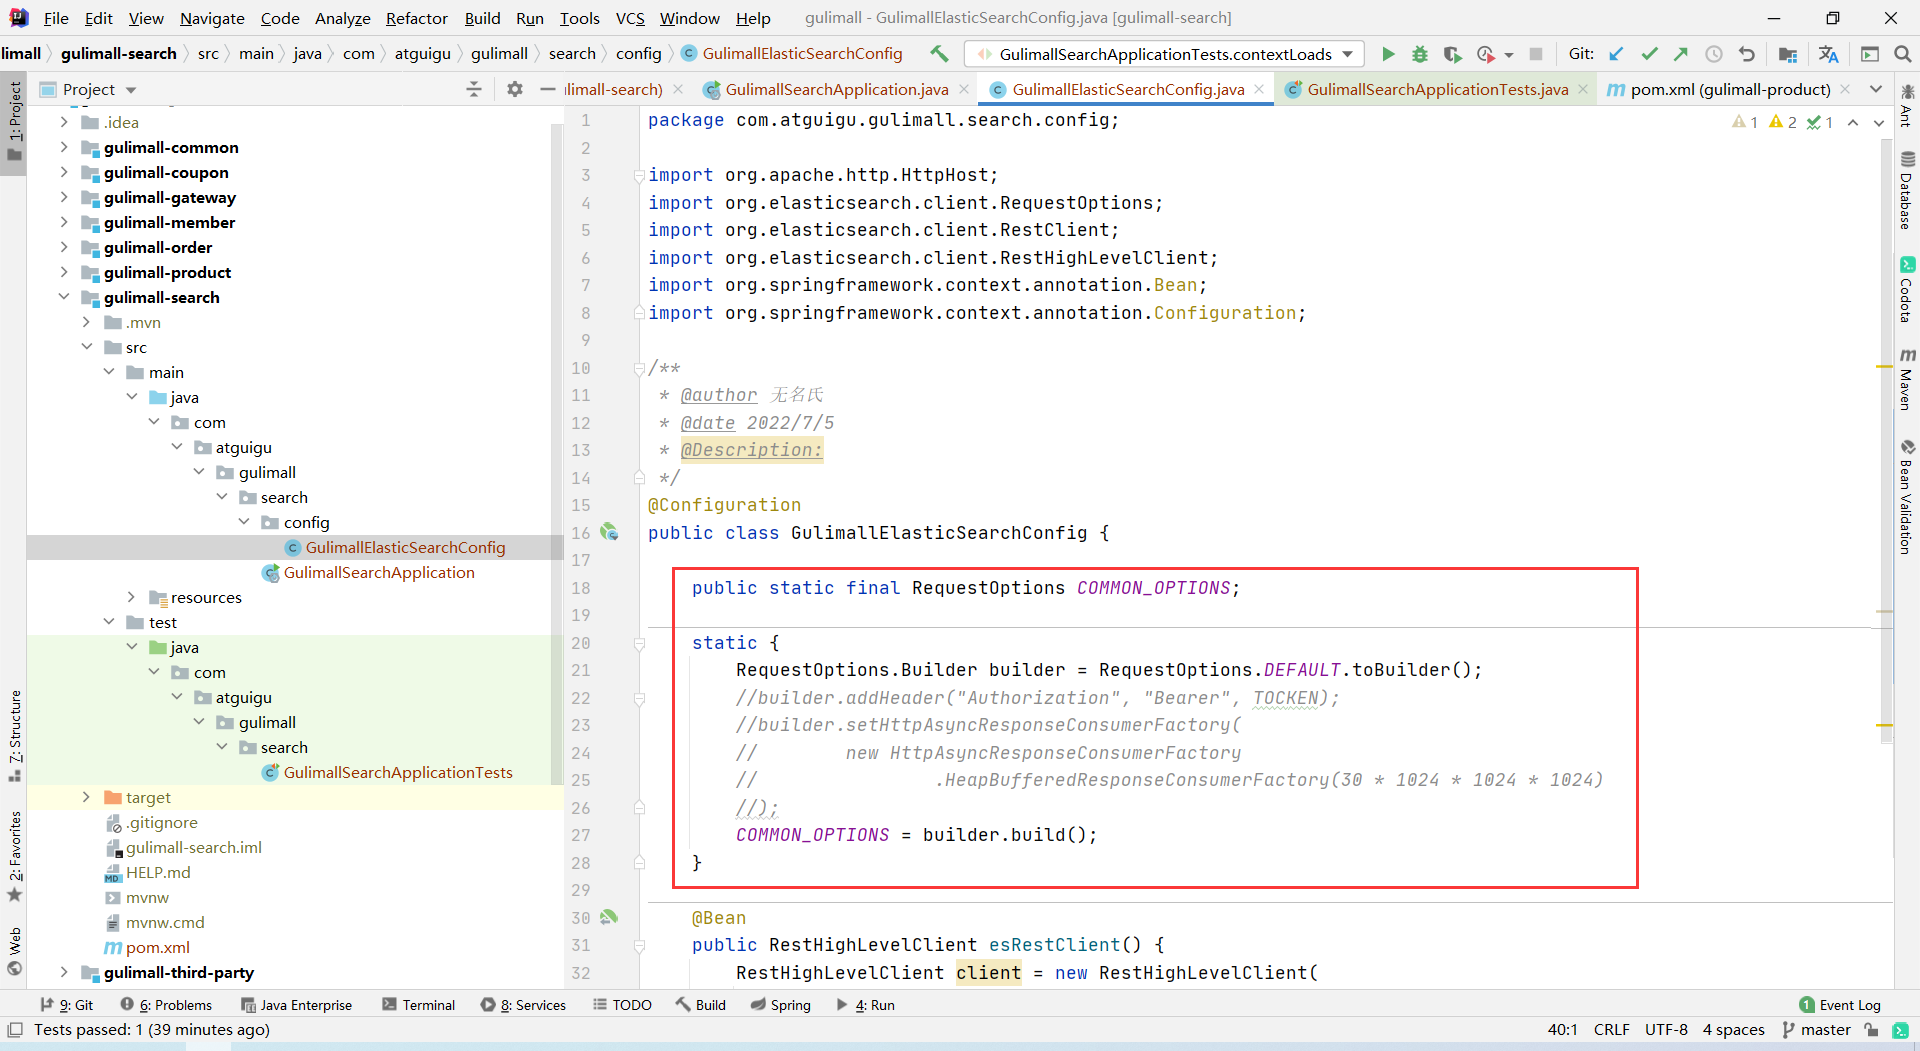 File Edit View Navigate Code Analyze Refactor Build Run Tools VCS Window Help gulimall - GulimallElasticSearchConfig.java [gulimall-search]
limall gulimall-search src main java com atguigu gulimall search config GulimallElasticSearchConfig GulimallSearchApplicationTests.contextLoads Git:
Project ulimall-search) GulimallSearchApplication.java GulimallElasticSearchConfig.java GulimallSearchApplicationTests.java pom.xml (gulimall-product)
1: Project
7: Structure
2: Favorites
Web
.idea
gulimall-common
gulimall-coupon
gulimall-gateway
gulimall-member
gulimall-order
gulimall-product
gulimall-search
.mvn
src
main
java
com
atguigu
gulimall
search
config
GulimallElasticSearchConfig
GulimallSearchApplication
resources
test
java
com
atguigu
gulimall
search
GulimallSearchApplicationTests
target
.gitignore
gulimall-search.iml
HELP.md
mvnw
mvnw.cmd
pom.xml
gulimall-third-party
1 2 1
1 package com.atguigu.gulimall.search.config;
2
3 import org.apache.http.HttpHost;
4 import org.elasticsearch.client.RequestOptions;
5 import org.elasticsearch.client.RestClient;
6 import org.elasticsearch.client.RestHighLevelClient;
7 import org.springframework.context.annotation.Bean;
8 import org.springframework.context.annotation.Configuration;
9
10 /**
11 * @author 无名氏
12 * @date 2022/7/5
13 * @Description:
14 */
15 @Configuration
16 public class GulimallElasticSearchConfig {
17
18 public static final RequestOptions COMMON_OPTIONS;
19
20 static {
21 RequestOptions.Builder builder = RequestOptions.DEFAULT.toBuilder();
22 //builder.addHeader("Authorization", "Bearer", TOCKEN);
23 //builder.setHttpAsyncResponseConsumerFactory(
24 // new HttpAsyncResponseConsumerFactory
25 // .HeapBufferedResponseConsumerFactory(30 * 1024 * 1024 * 1024)
26 //);
27 COMMON_OPTIONS = builder.build();
28 }
29
30 @Bean
31 public RestHighLevelClient esRestClient() {
32 RestHighLevelClient client = new RestHighLevelClient(
Ant
Database
Codota
Maven
Bean Validation
9: Git 6: Problems Java Enterprise Terminal 8: Services TODO Build Spring 4: Run 1 Event Log
Tests passed: 1 (39 minutes ago) 40:1 CRLF UTF-8 4 spaces master